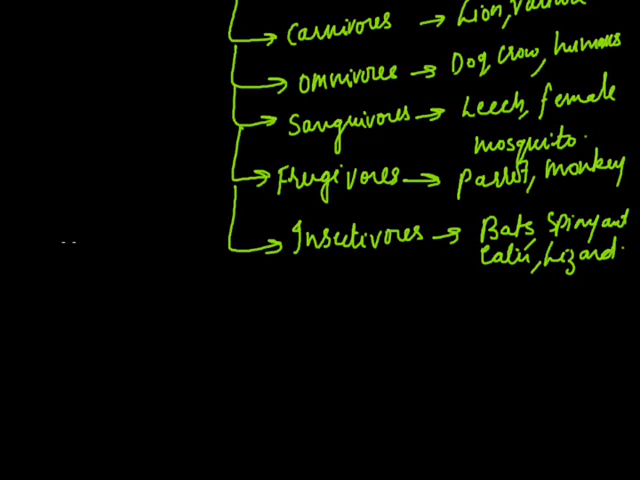 Carnivores → Lion,
Omnivores → Dog, Crow, humans
Sanguivores → Leech, female
mosquito.
Frugivores → Parrot, monkey
Insectivores → Bats, Spiny ant
eater, Lizard.